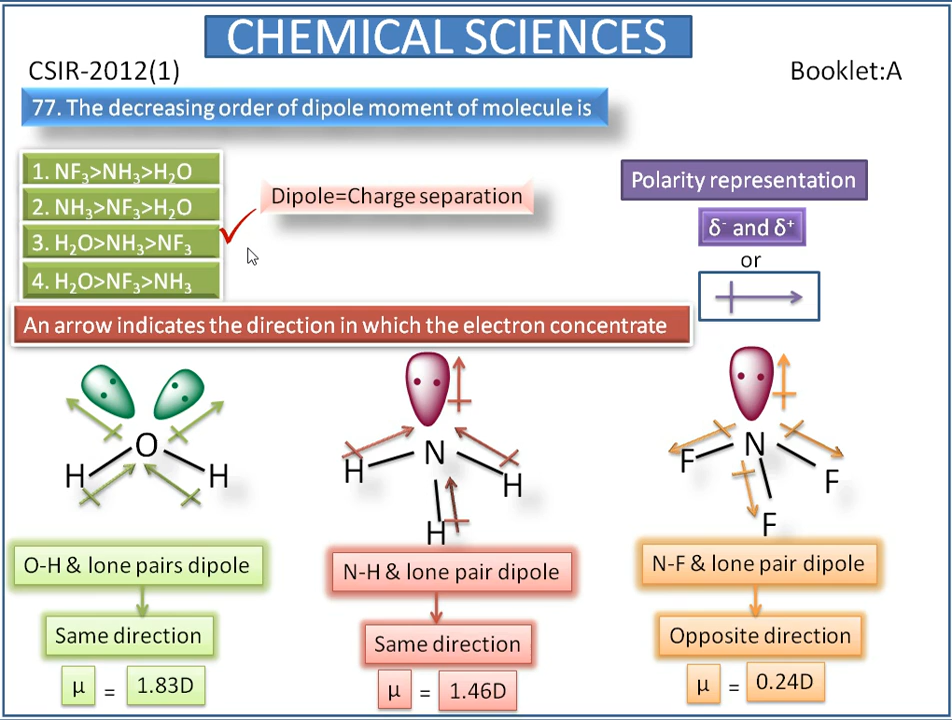 CHEMICAL SCIENCES
CSIR-2012(1)
Booklet:A
77. The decreasing order of dipole moment of molecule is
1. NF₃>NH₃>H₂O
2. NH₃>NF₃>H₂O
3. H₂O>NH₃>NF₃
4. H₂O>NF₃>NH₃
Dipole=Charge separation
Polarity representation
δ⁻ and δ⁺
or
An arrow indicates the direction in which the electron concentrate
O
H
H
N
H
H
H
N
F
F
F
O-H & lone pairs dipole
Same direction
μ = 1.83D
N-H & lone pair dipole
Same direction
μ = 1.46D
N-F & lone pair dipole
Opposite direction
μ = 0.24D